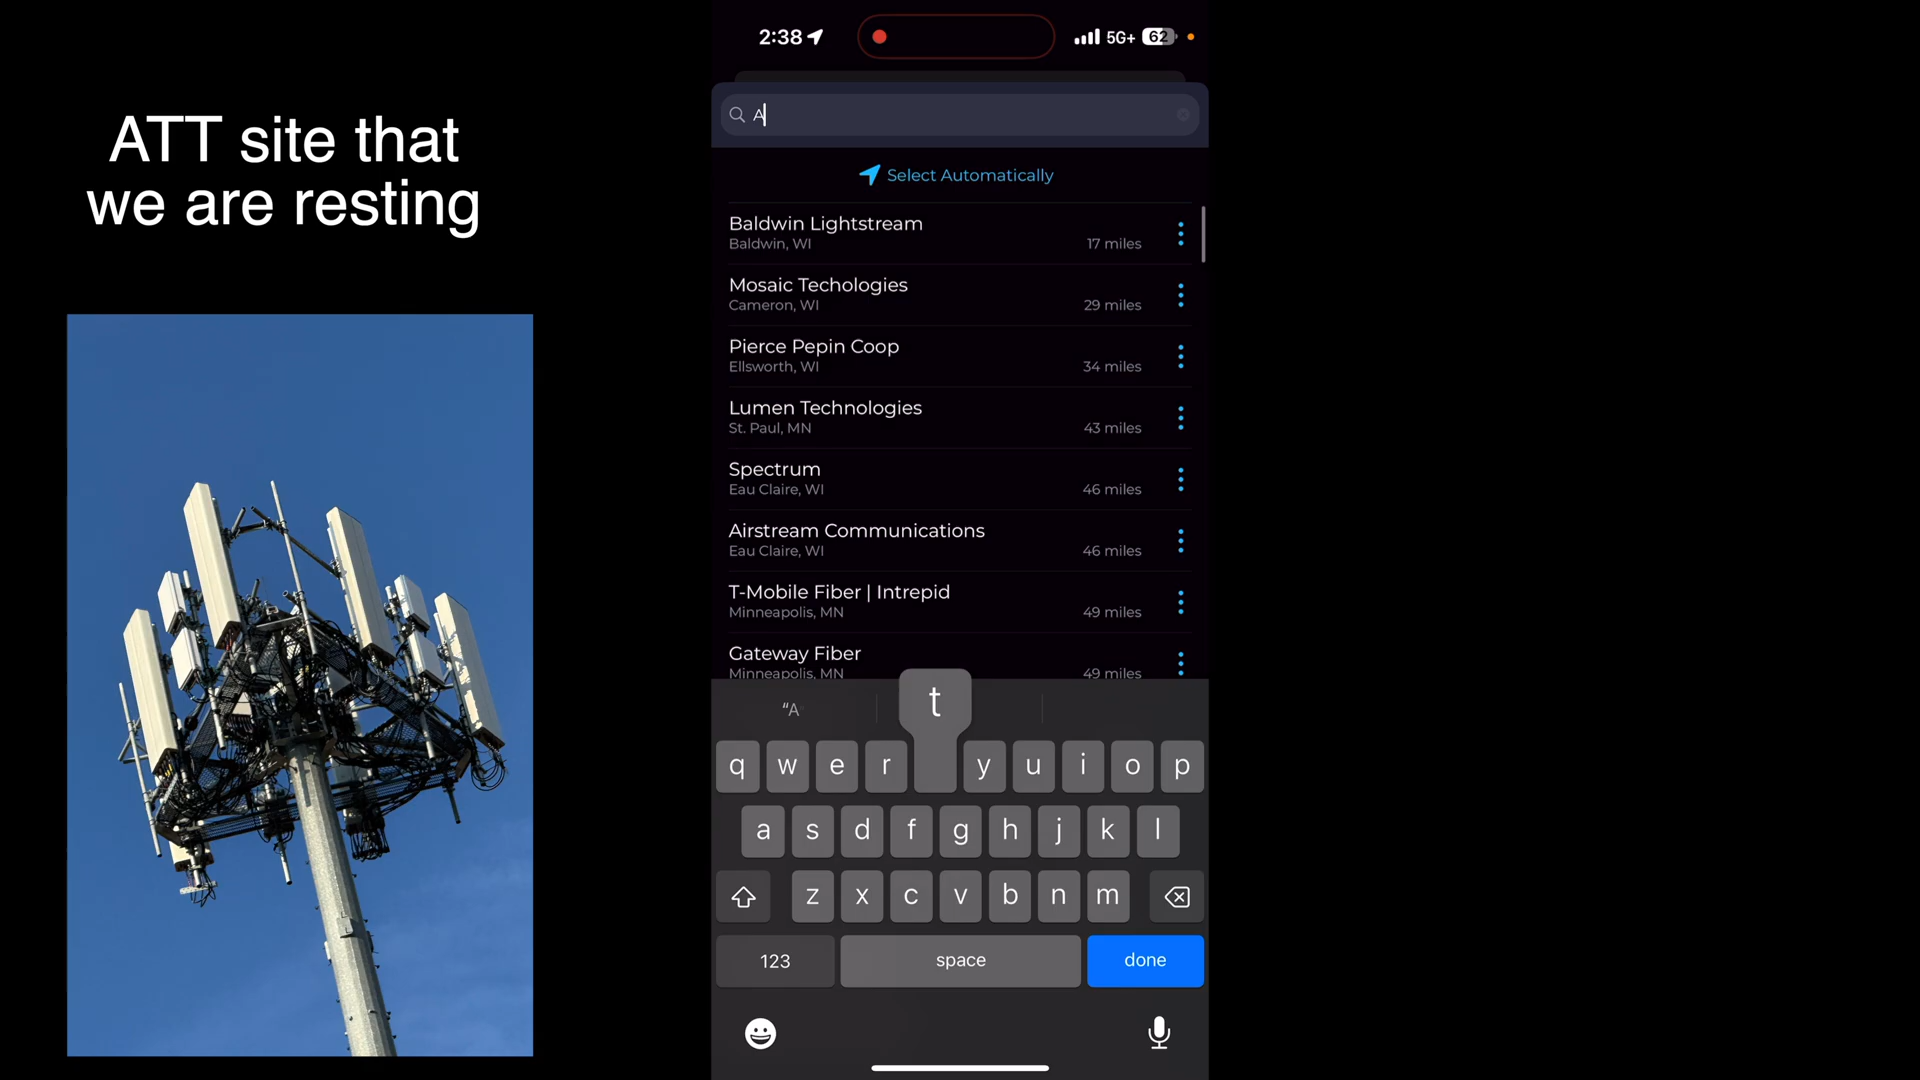 ATT site that
we are resting
2:38
5G+ 62
A
Select Automatically
Baldwin Lightstream
Baldwin, WI 17 miles
Mosaic Techologies
Cameron, WI 29 miles
Pierce Pepin Coop
Ellsworth, WI 34 miles
Lumen Technologies
St. Paul, MN 43 miles
Spectrum
Eau Claire, WI 46 miles
Airstream Communications
Eau Claire, WI 46 miles
T-Mobile Fiber | Intrepid
Minneapolis, MN 49 miles
Gateway Fiber
Minneapolis, MN 49 miles
“A
t
q w e r y u i o p
a s d f g h j k l
z x c v b n m
123 space done